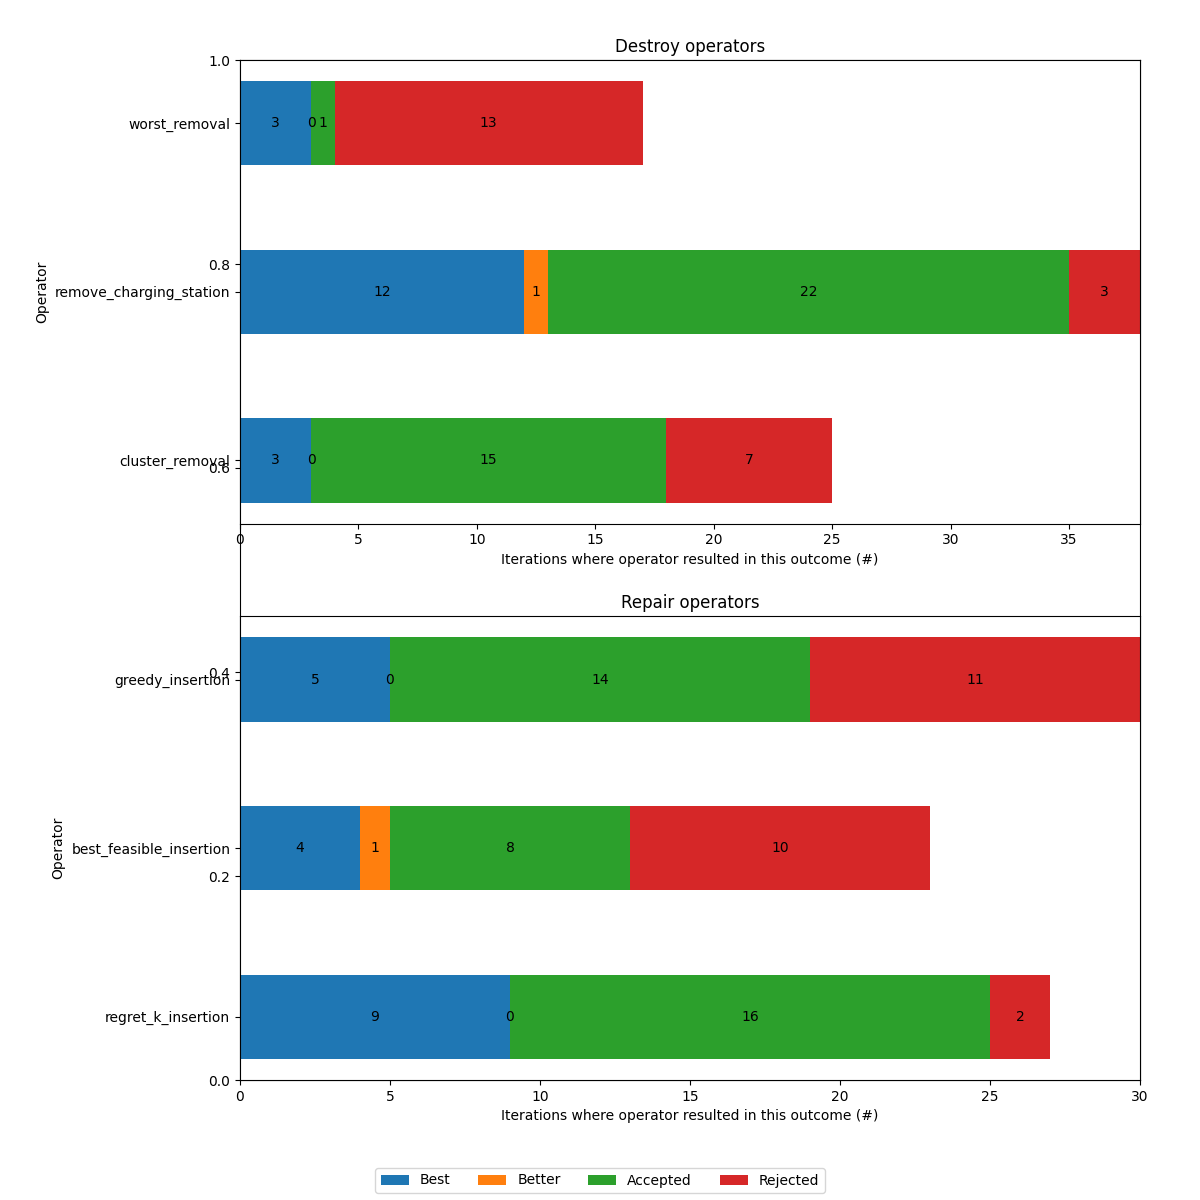 Destroy operators
1.0
worst_removal
3 0 1 13
0.8
Operator
remove_charging_station
12 1 22 3
cluster_removal
3 0 15 7
0.6
0 5 10 15 20 25 30 35
Iterations where operator resulted in this outcome (#)
Repair operators
0.4
greedy_insertion
5 0 14 11
Operator
best_feasible_insertion
4 1 8 10
0.2
regret_k_insertion
9 0 16 2
0.0
0 5 10 15 20 25 30
Iterations where operator resulted in this outcome (#)
Best Better Accepted Rejected